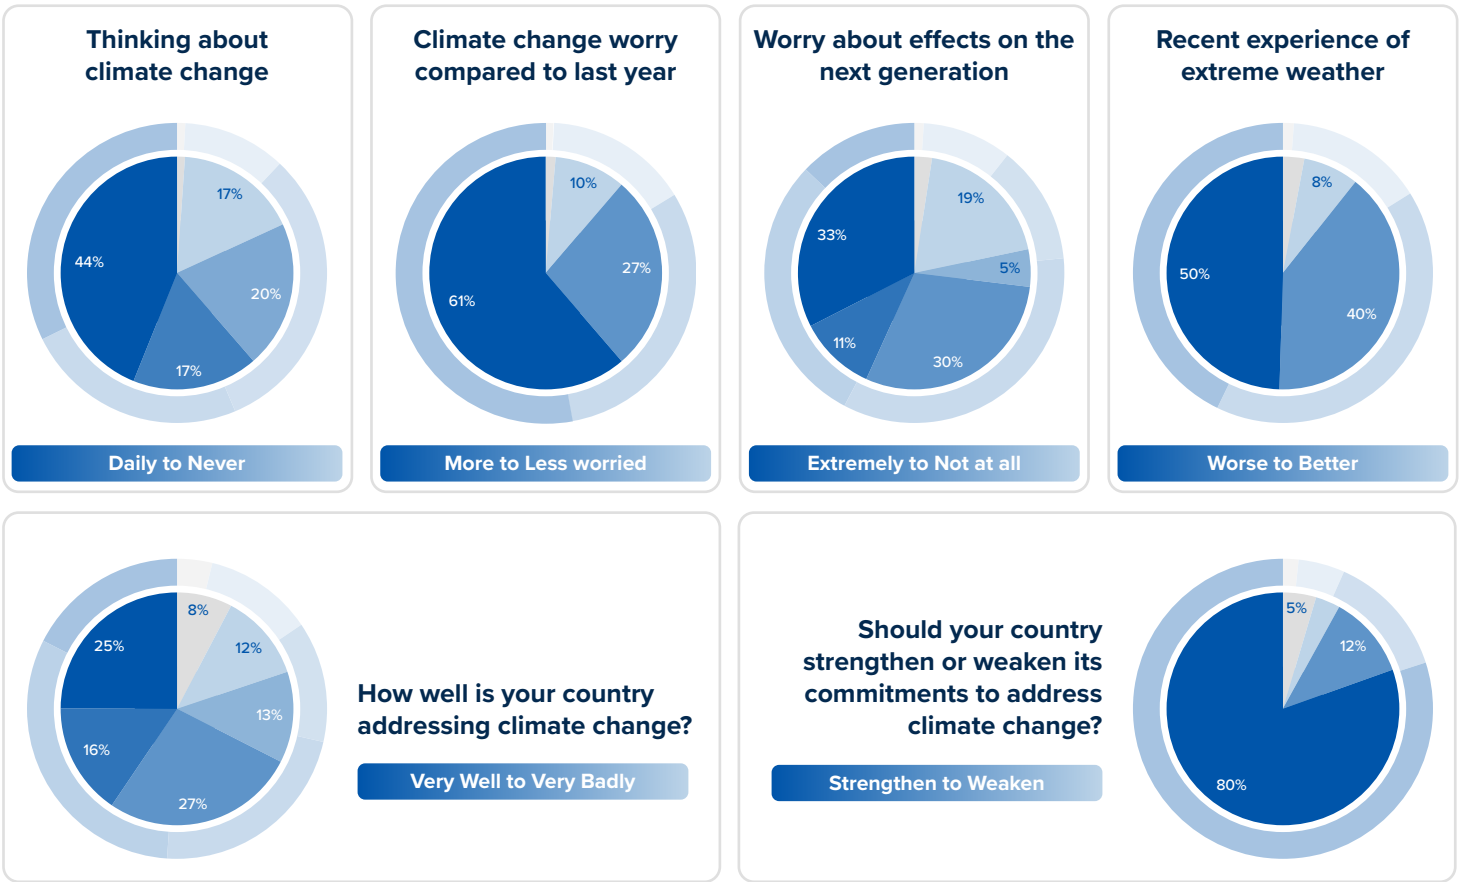 Thinking about
climate change
17%
44%
20%
17%
Daily to Never
Climate change worry
compared to last year
10%
27%
61%
More to Less worried
Worry about effects on the
next generation
19%
33%
5%
11%
30%
Extremely to Not at all
Recent experience of
extreme weather
8%
50%
40%
Worse to Better
8%
25%
12%
13%
16%
27%
How well is your country
addressing climate change?
Very Well to Very Badly
Should your country
strengthen or weaken its
commitments to address
climate change?
Strengthen to Weaken
5%
12%
80%